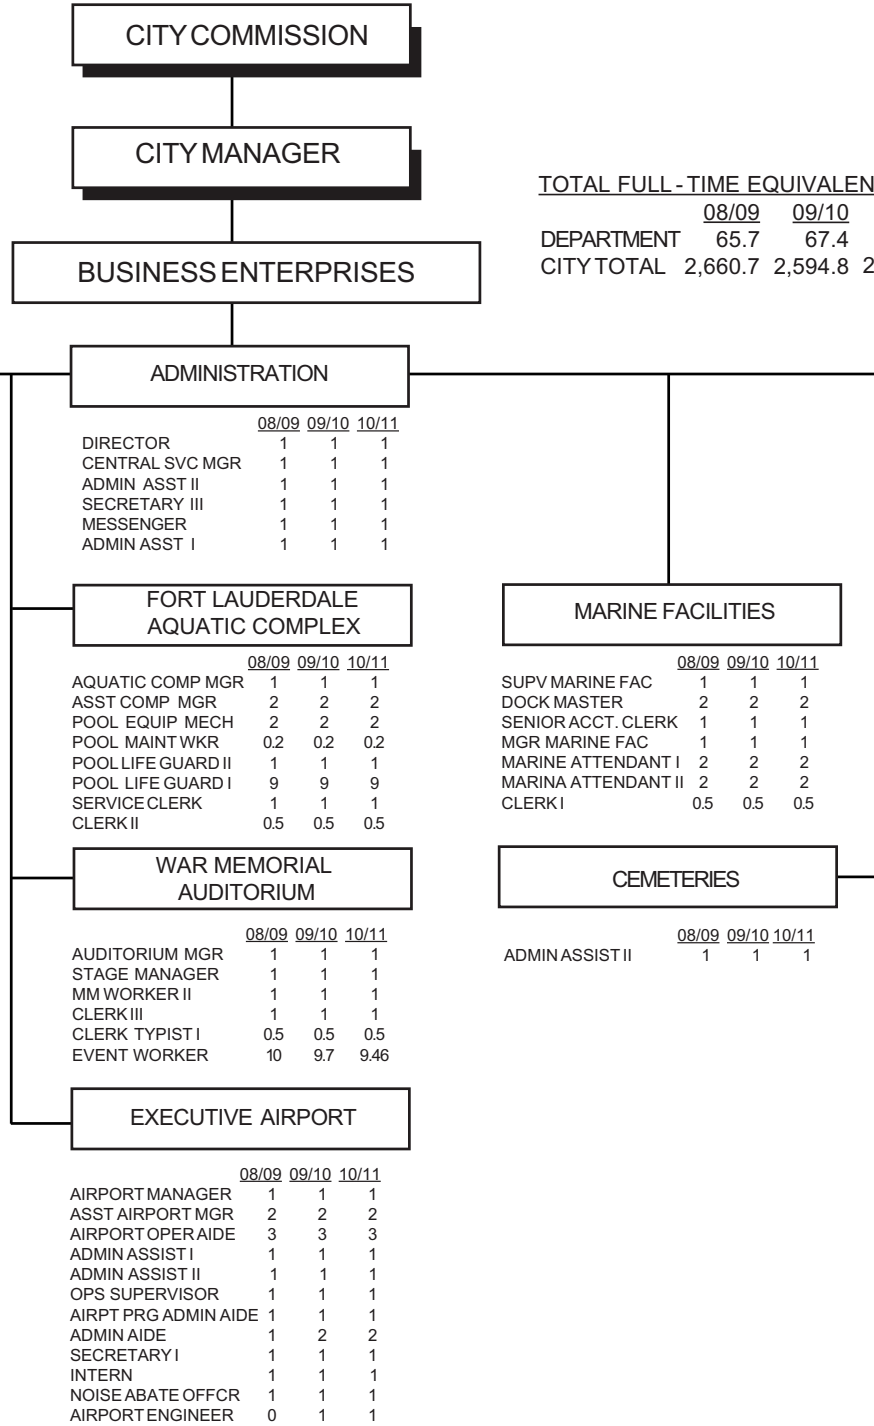 CITY COMMISSION
CITY MANAGER
TOTAL FULL - TIME EQUIVALEN
08/09 09/10
DEPARTMENT 65.7 67.4
CITY TOTAL 2,660.7 2,594.8 2
BUSINESS ENTERPRISES
ADMINISTRATION
08/09 09/10 10/11
DIRECTOR 1 1 1
CENTRAL SVC MGR 1 1 1
ADMIN ASST II 1 1 1
SECRETARY III 1 1 1
MESSENGER 1 1 1
ADMIN ASST I 1 1 1
FORT LAUDERDALE
AQUATIC COMPLEX
08/09 09/10 10/11
AQUATIC COMP MGR 1 1 1
ASST COMP MGR 2 2 2
POOL EQUIP MECH 2 2 2
POOL MAINT WKR 0.2 0.2 0.2
POOL LIFE GUARD II 1 1 1
POOL LIFE GUARD I 9 9 9
SERVICE CLERK 1 1 1
CLERK II 0.5 0.5 0.5
MARINE FACILITIES
08/09 09/10 10/11
SUPV MARINE FAC 1 1 1
DOCK MASTER 2 2 2
SENIOR ACCT. CLERK 1 1 1
MGR MARINE FAC 1 1 1
MARINE ATTENDANT I 2 2 2
MARINA ATTENDANT II 2 2 2
CLERK I 0.5 0.5 0.5
WAR MEMORIAL
AUDITORIUM
08/09 09/10 10/11
AUDITORIUM MGR 1 1 1
STAGE MANAGER 1 1 1
MM WORKER II 1 1 1
CLERK III 1 1 1
CLERK TYPIST I 0.5 0.5 0.5
EVENT WORKER 10 9.7 9.46
CEMETERIES
08/09 09/10 10/11
ADMIN ASSIST II 1 1 1
EXECUTIVE AIRPORT
08/09 09/10 10/11
AIRPORT MANAGER 1 1 1
ASST AIRPORT MGR 2 2 2
AIRPORT OPER AIDE 3 3 3
ADMIN ASSIST I 1 1 1
ADMIN ASSIST II 1 1 1
OPS SUPERVISOR 1 1 1
AIRPT PRG ADMIN AIDE 1 1 1
ADMIN AIDE 1 2 2
SECRETARY I 1 1 1
INTERN 1 1 1
NOISE ABATE OFFCR 1 1 1
AIRPORT ENGINEER 0 1 1